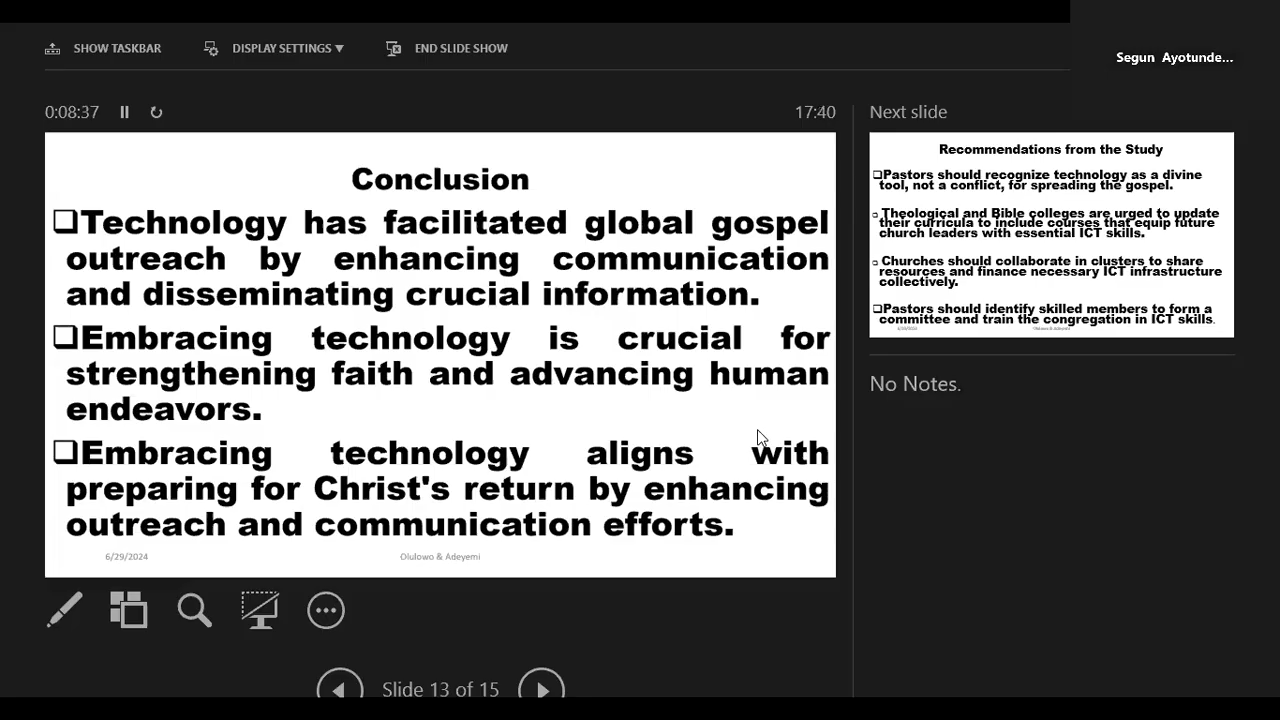 SHOW TASKBAR DISPLAY SETTINGS ▼ END SLIDE SHOW
Segun Ayotunde...
0:08:37 17:40
Conclusion
❑Technology has facilitated global gospel
outreach by enhancing communication
and disseminating crucial information.
❑Embracing technology is crucial for
strengthening faith and advancing human
endeavors.
❑Embracing technology aligns with
preparing for Christ's return by enhancing
outreach and communication efforts.
6/29/2024 Olulowo & Adeyemi
Next slide
Recommendations from the Study
❑Pastors should recognize technology as a divine
tool, not a conflict, for spreading the gospel.
❑ Theological and Bible colleges are urged to update
their curricula to include courses that equip future
church leaders with essential ICT skills.
❑ Churches should collaborate in clusters to share
resources and finance necessary ICT infrastructure
collectively.
❑Pastors should identify skilled members to form a
committee and train the congregation in ICT skills.
6/29/2024 Olulowo & Adeyemi
No Notes.
Slide 13 of 15